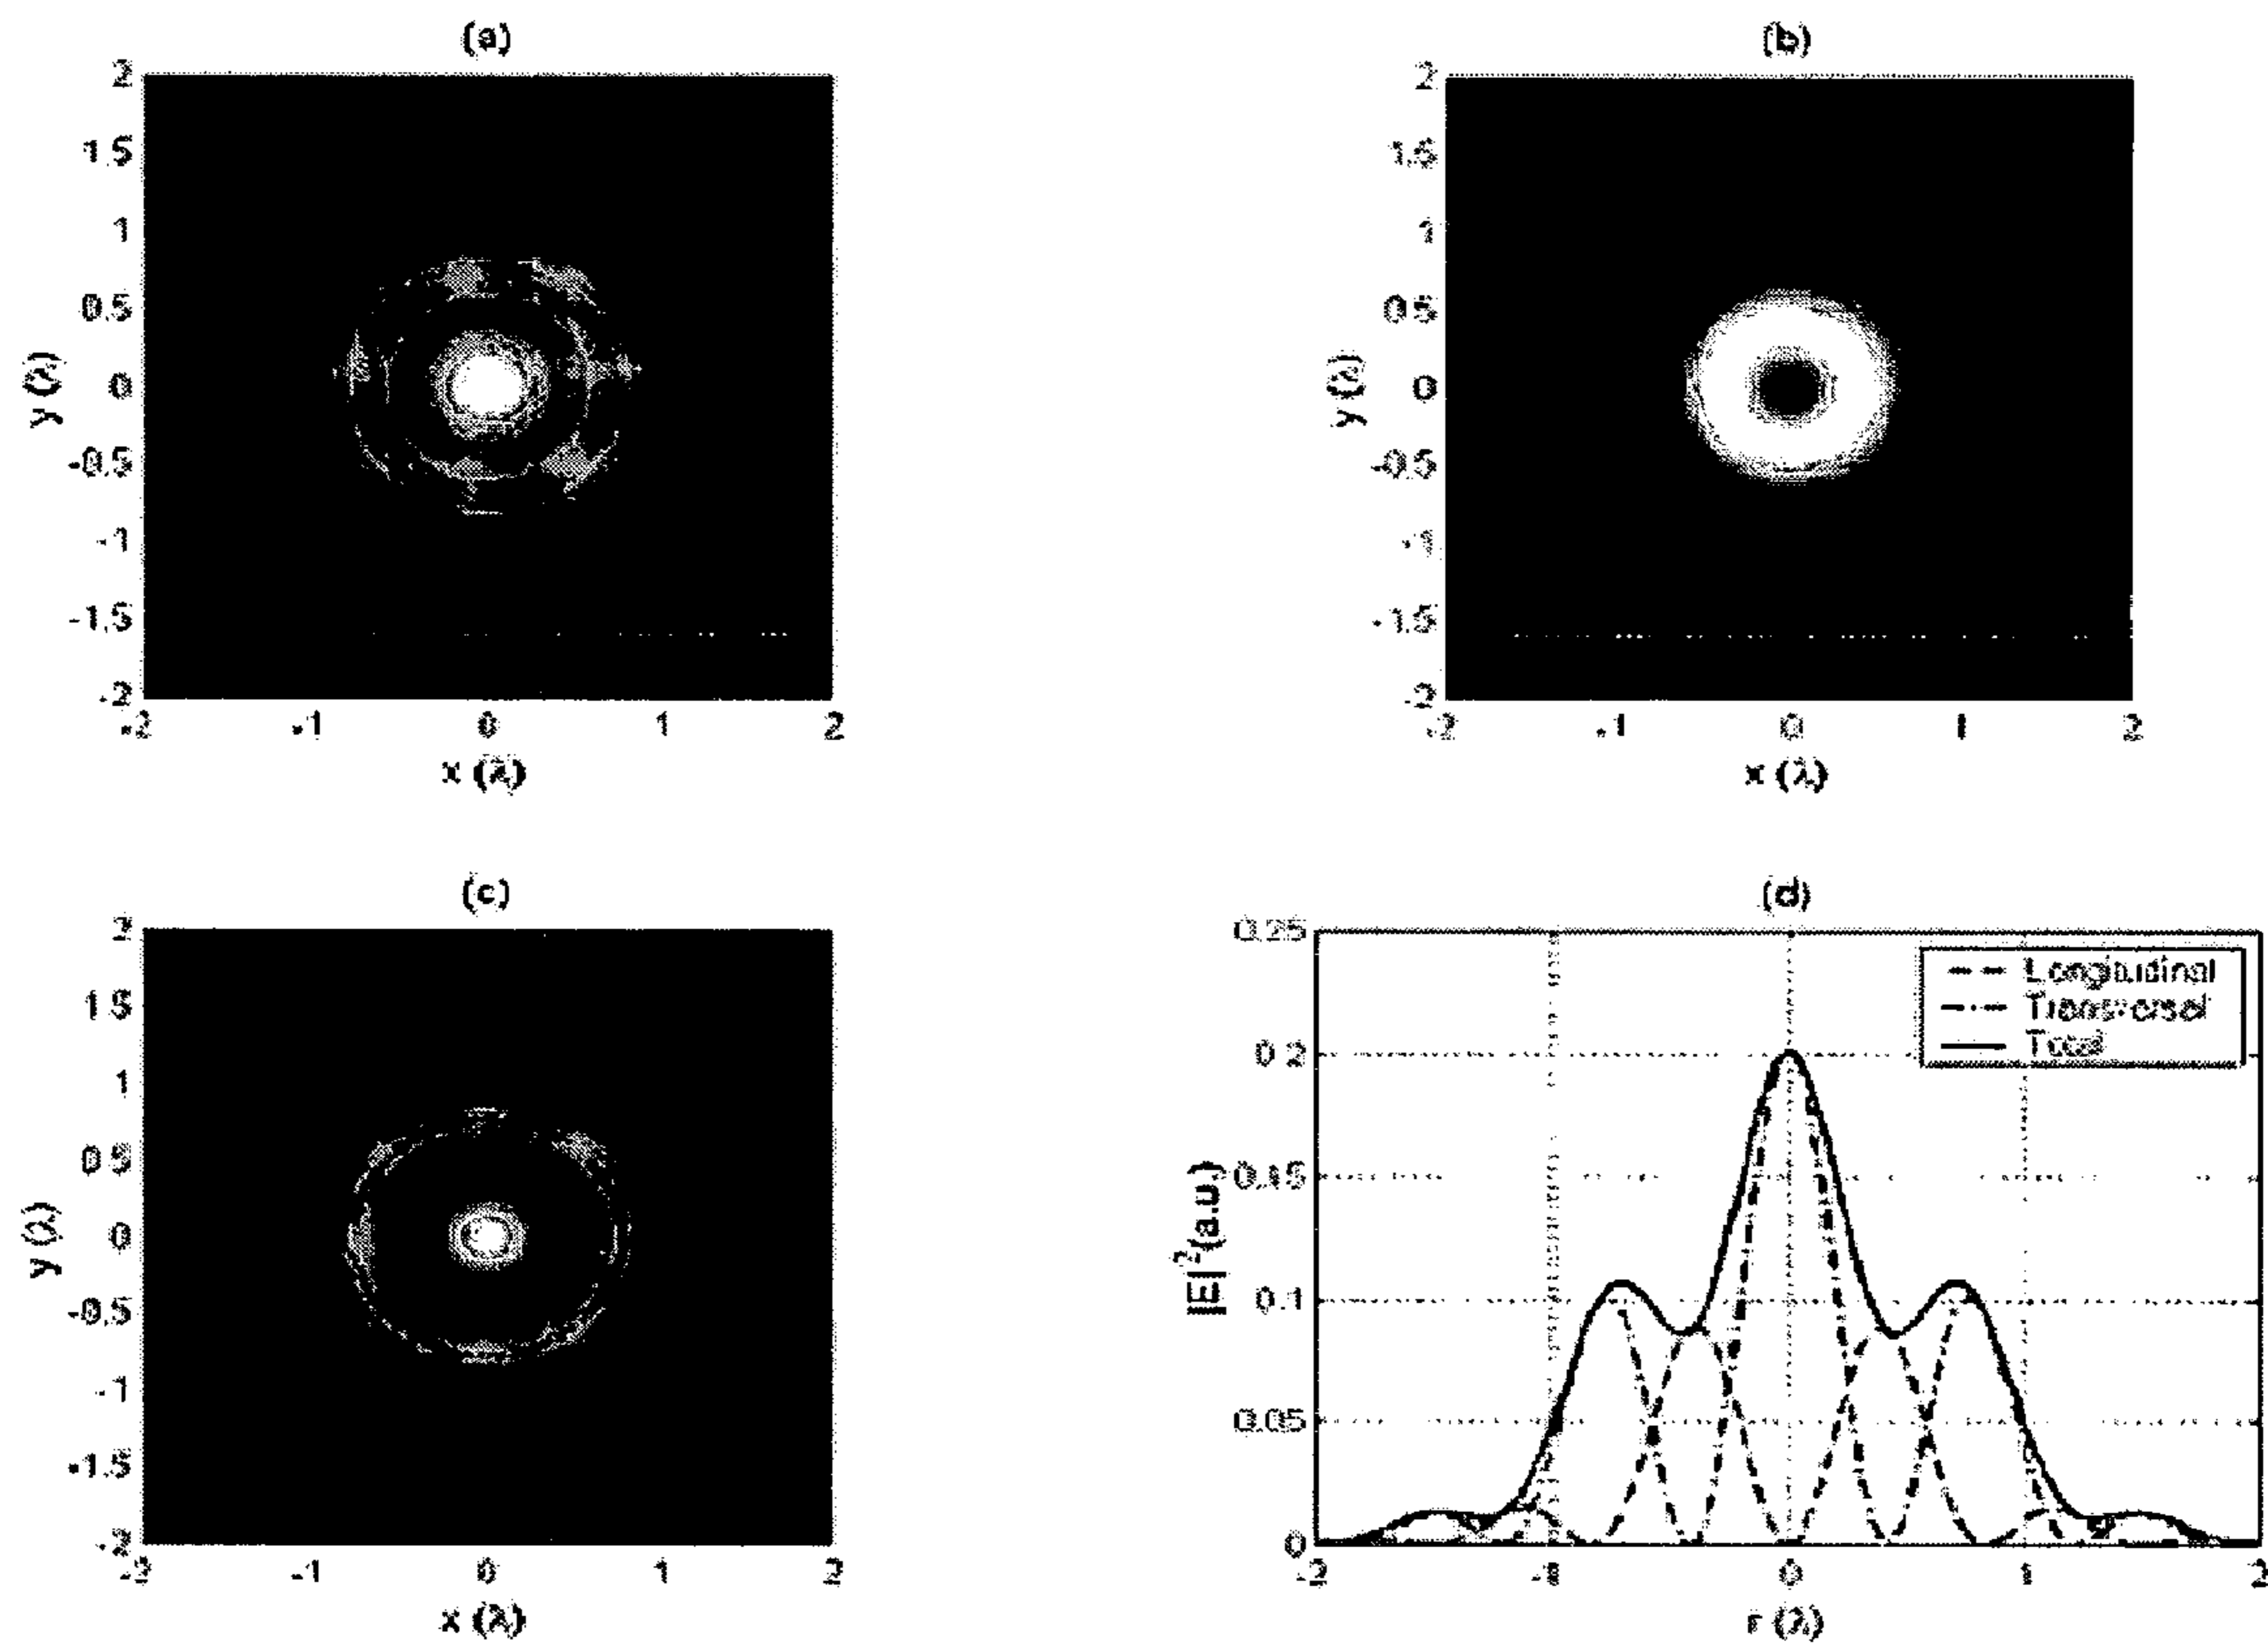 (a)
2
1.5
1
0.5
0
-0.5
-1
-1.5
-2
y (λ)
-2 -1 0 1 2
x (λ)
(b)
2
1.5
1
0.5
0
-0.5
-1
-1.5
-2
y (λ)
-2 -1 0 1 2
x (λ)
(c)
2
1.5
1
0.5
0
-0.5
-1
-1.5
-2
y (λ)
-2 -1 0 1 2
x (λ)
(d)
0.25
0.2
0.15
0.1
0.05
0
|E|²(a.u.)
Longitudinal
Transversal
Total
-2 -1 0 1 2
r (λ)